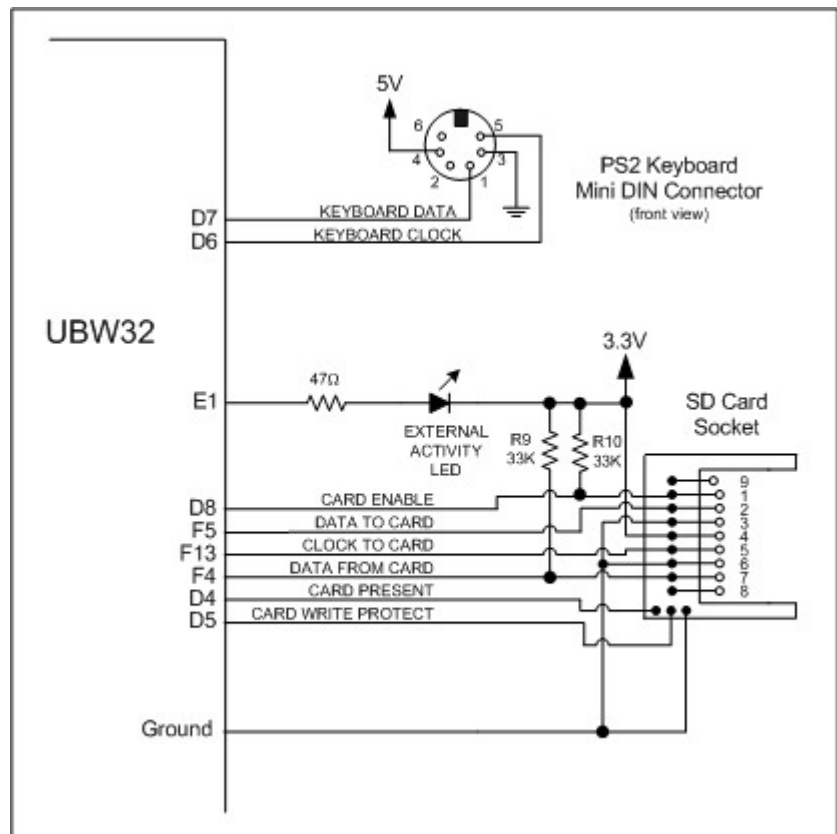 5V
6
5
4
3
2
1
PS2 Keyboard
Mini DIN Connector
(front view)
D7
KEYBOARD DATA
D6
KEYBOARD CLOCK
UBW32
3.3V
47Ω
E1
EXTERNAL
ACTIVITY
LED
R9
33K
R10
33K
SD Card
Socket
9
1
2
3
4
5
6
7
8
D8
CARD ENABLE
F5
DATA TO CARD
F13
CLOCK TO CARD
F4
DATA FROM CARD
D4
CARD PRESENT
D5
CARD WRITE PROTECT
Ground